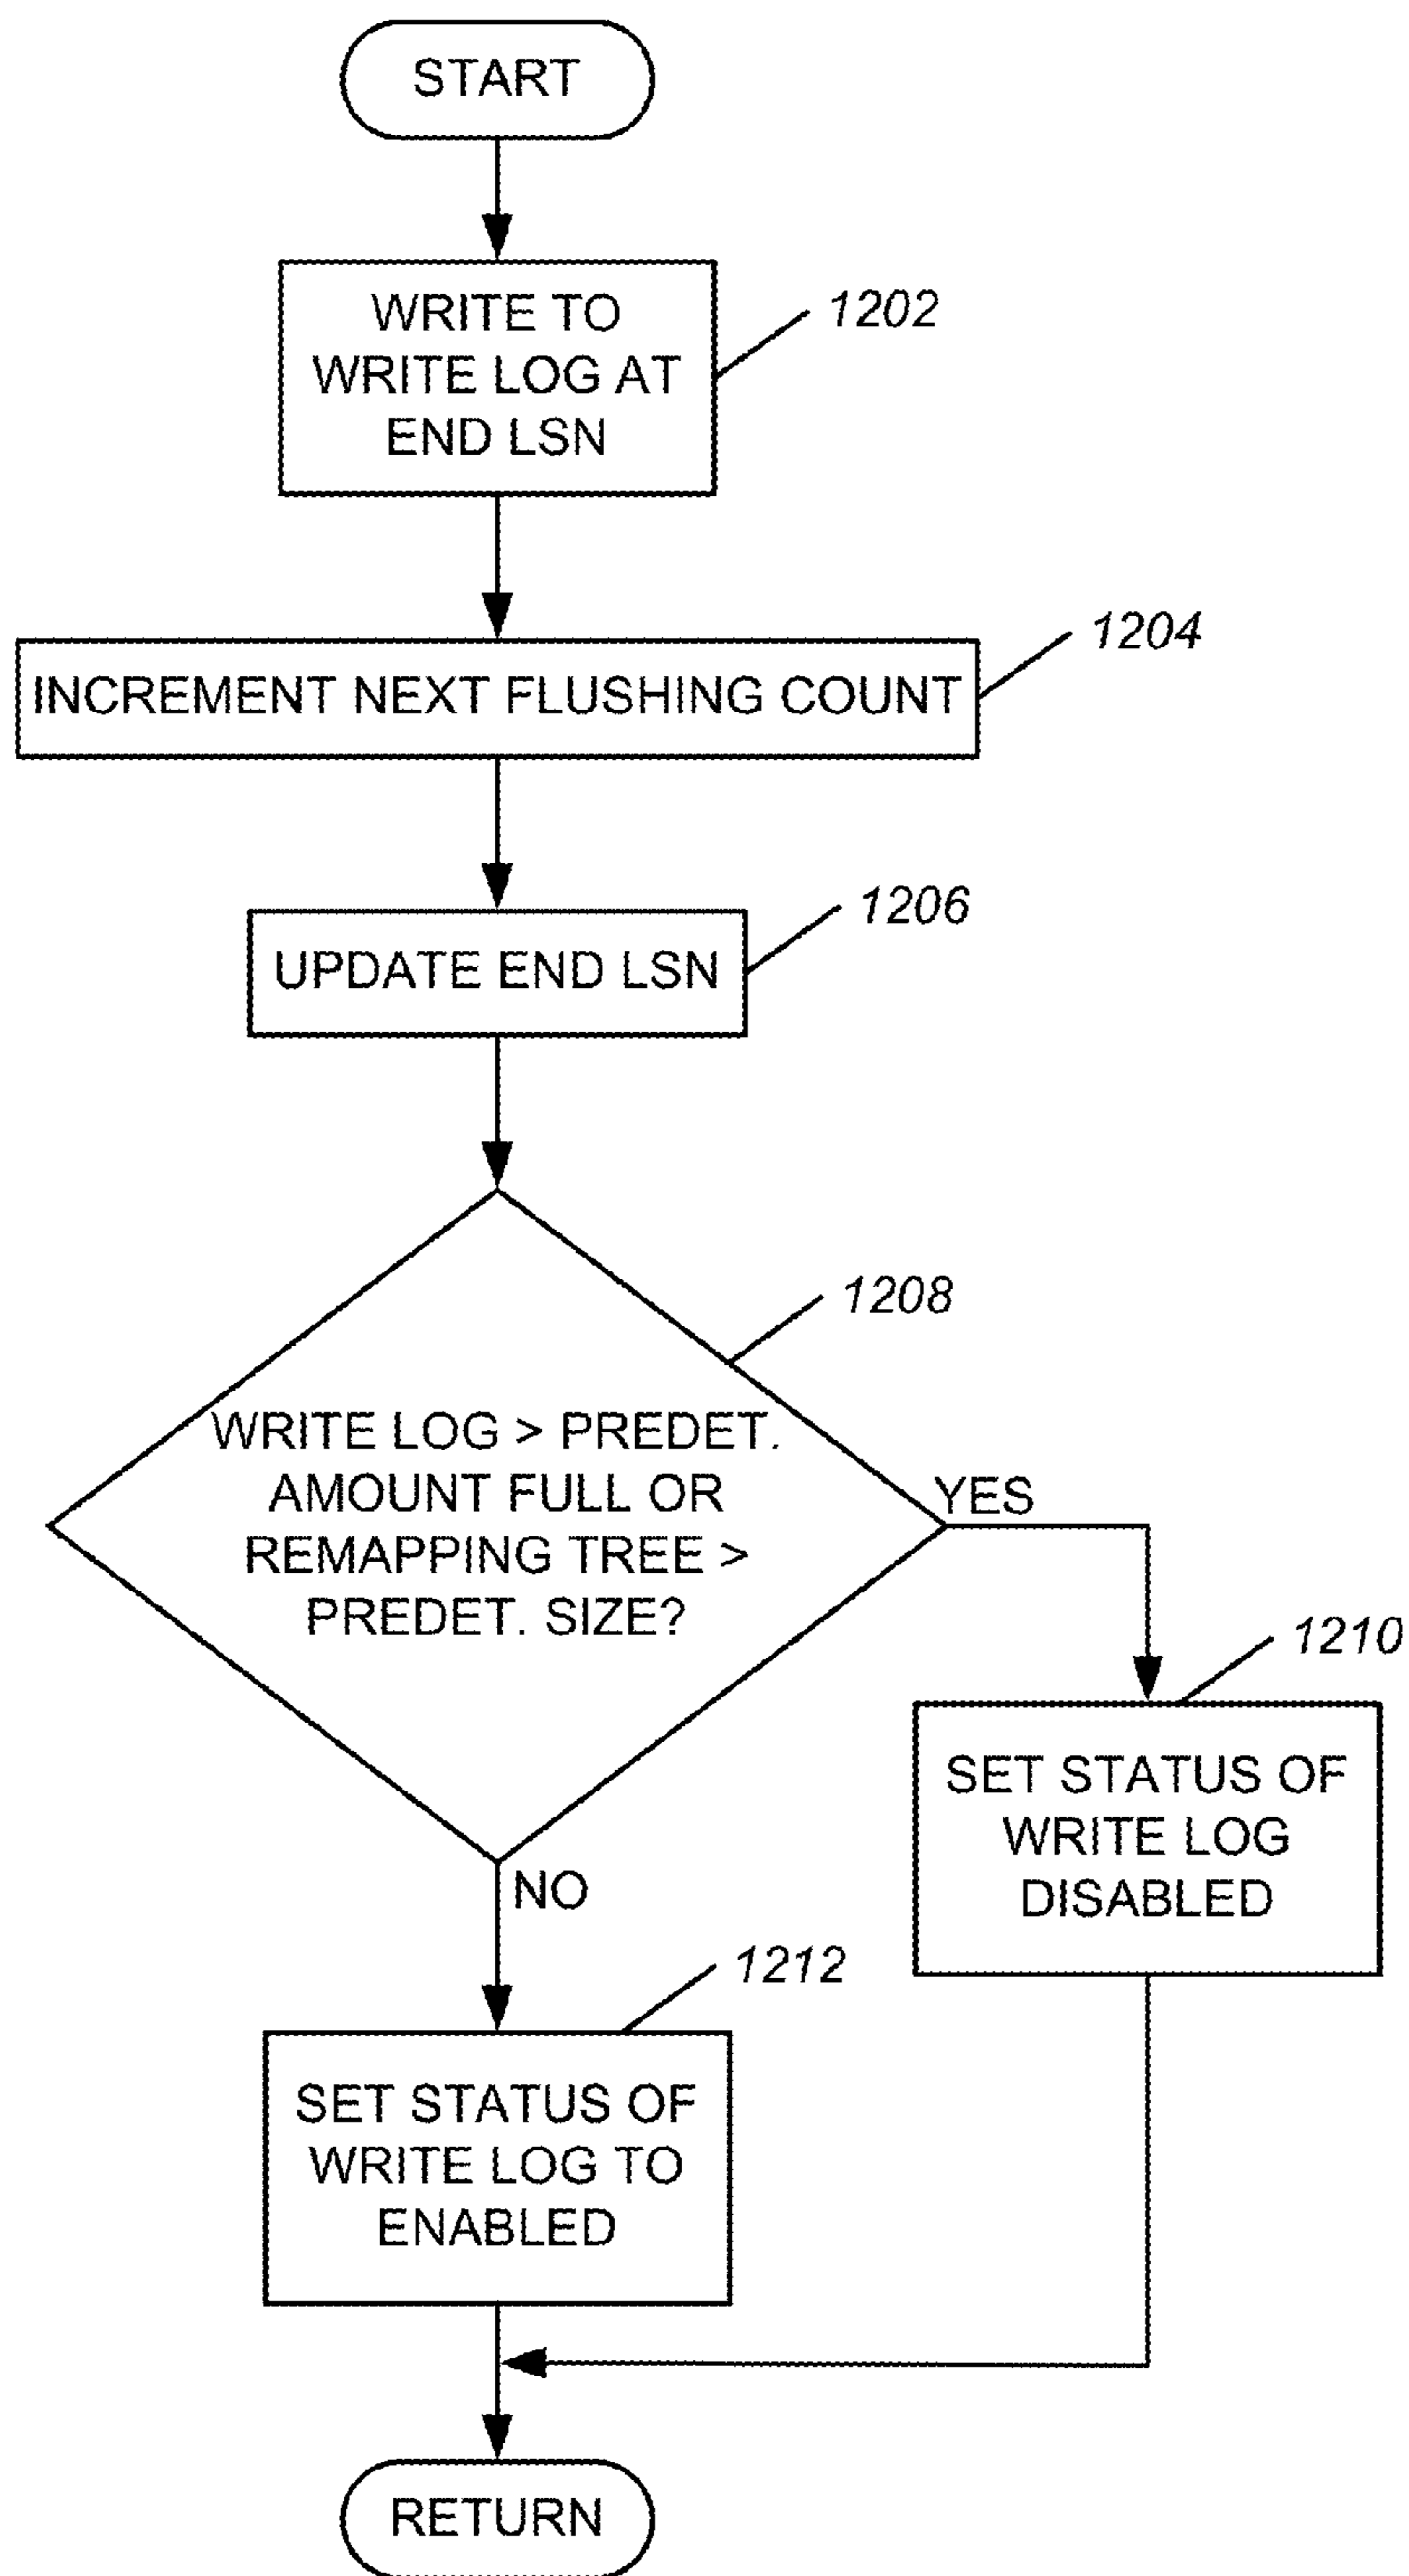 START
WRITE TO
WRITE LOG AT
END LSN
1202
INCREMENT NEXT FLUSHING COUNT
1204
UPDATE END LSN
1206
WRITE LOG > PREDET.
AMOUNT FULL OR
REMAPPING TREE >
PREDET. SIZE?
1208
YES
SET STATUS OF
WRITE LOG
DISABLED
1210
NO
SET STATUS OF
WRITE LOG TO
ENABLED
1212
RETURN